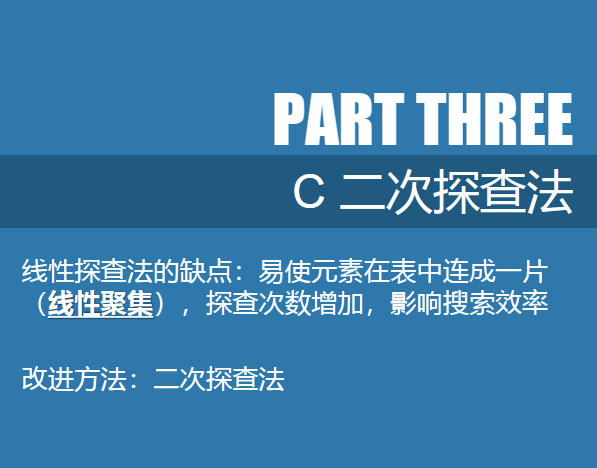 PART THREE
C 二次探查法
线性探查法的缺点：易使元素在表中连成一片
（线性聚集），探查次数增加，影响搜索效率
改进方法：二次探查法